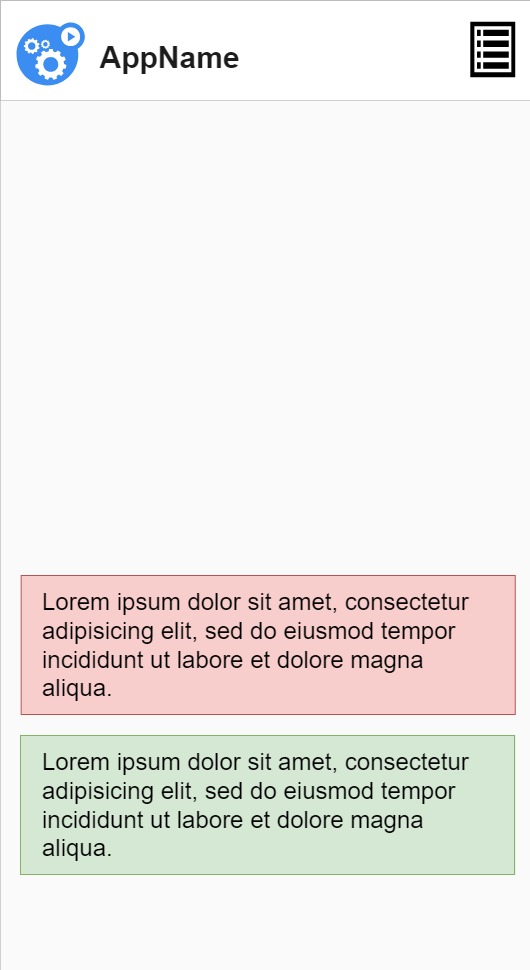 AppName
Lorem ipsum dolor sit amet, consectetur
adipisicing elit, sed do eiusmod tempor
incididunt ut labore et dolore magna
aliqua.
Lorem ipsum dolor sit amet, consectetur
adipisicing elit, sed do eiusmod tempor
incididunt ut labore et dolore magna
aliqua.